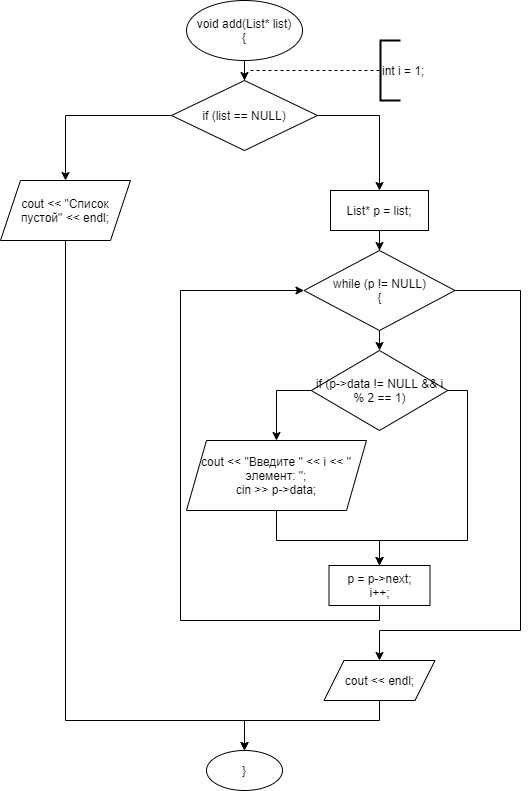 void add(List* list)
{
int i = 1;
if (list == NULL)
cout << "Список
пустой" << endl;
List* p = list;
while (p != NULL)
{
if (p->data != NULL && i
% 2 == 1)
cout << "Введите " << i << "
элемент: ";
cin >> p->data;
p = p->next;
i++;
cout << endl;
}